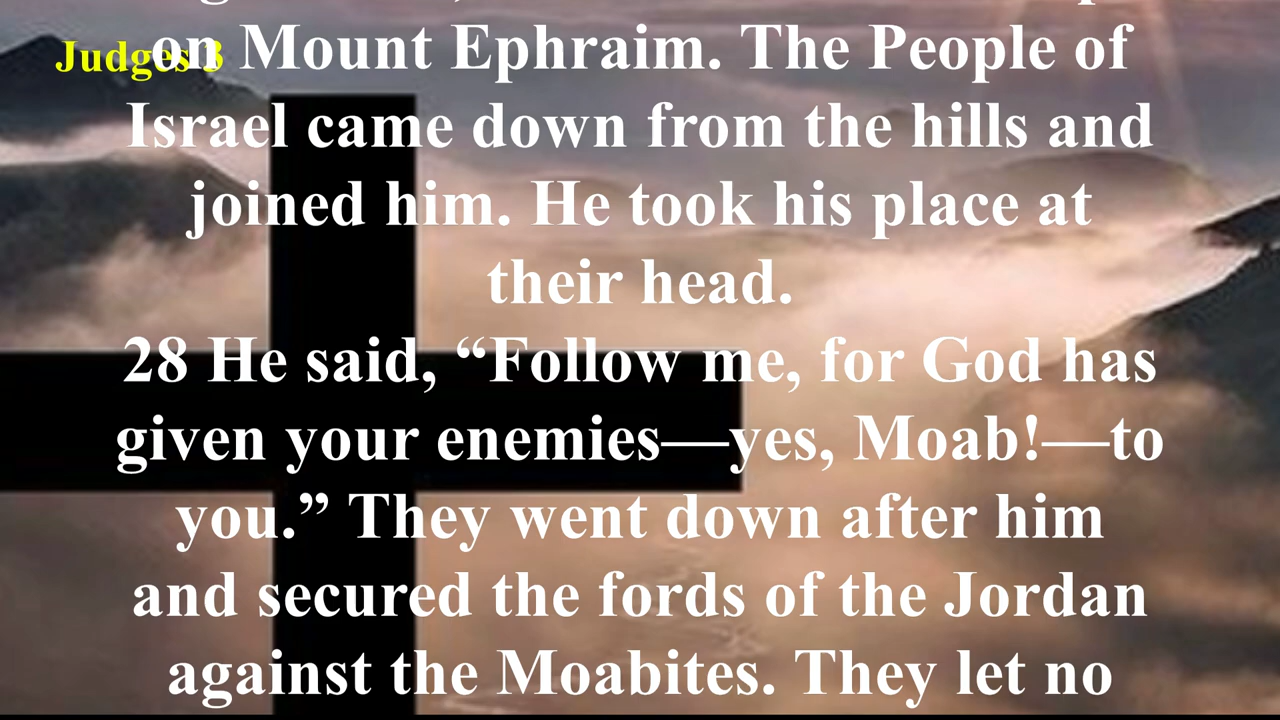 Judges 3
on Mount Ephraim. The People of
Israel came down from the hills and
joined him. He took his place at
their head.
28 He said, “Follow me, for God has
given your enemies—yes, Moab!—to
you.” They went down after him
and secured the fords of the Jordan
against the Moabites. They let no